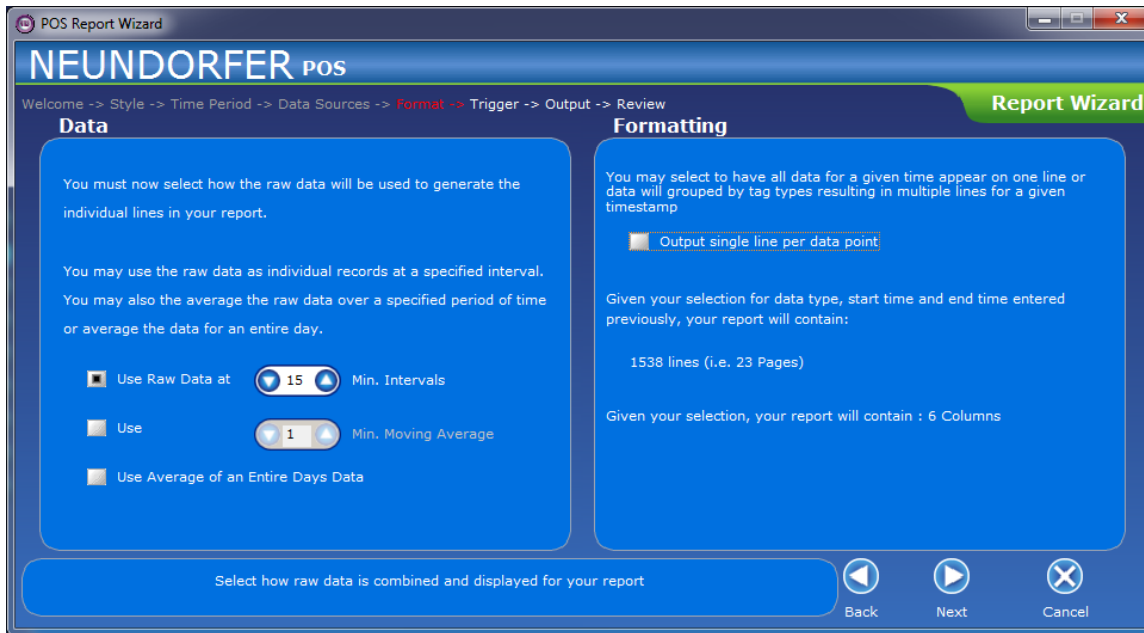 POS Report Wizard
NEUNDORFER POS
Welcome -> Style -> Time Period -> Data Sources -> Format -> Trigger -> Output -> Review
Report Wizard
Data
You must now select how the raw data will be used to generate the
individual lines in your report.
You may use the raw data as individual records at a specified interval.
You may also the average the raw data over a specified period of time
or average the data for an entire day.
Use Raw Data at 15 Min. Intervals
Use 1 Min. Moving Average
Use Average of an Entire Days Data
Formatting
You may select to have all data for a given time appear on one line or
data will grouped by tag types resulting in multiple lines for a given
timestamp
Output single line per data point
Given your selection for data type, start time and end time entered
previously, your report will contain:
1538 lines (i.e. 23 Pages)
Given your selection, your report will contain : 6 Columns
Select how raw data is combined and displayed for your report
Back Next Cancel